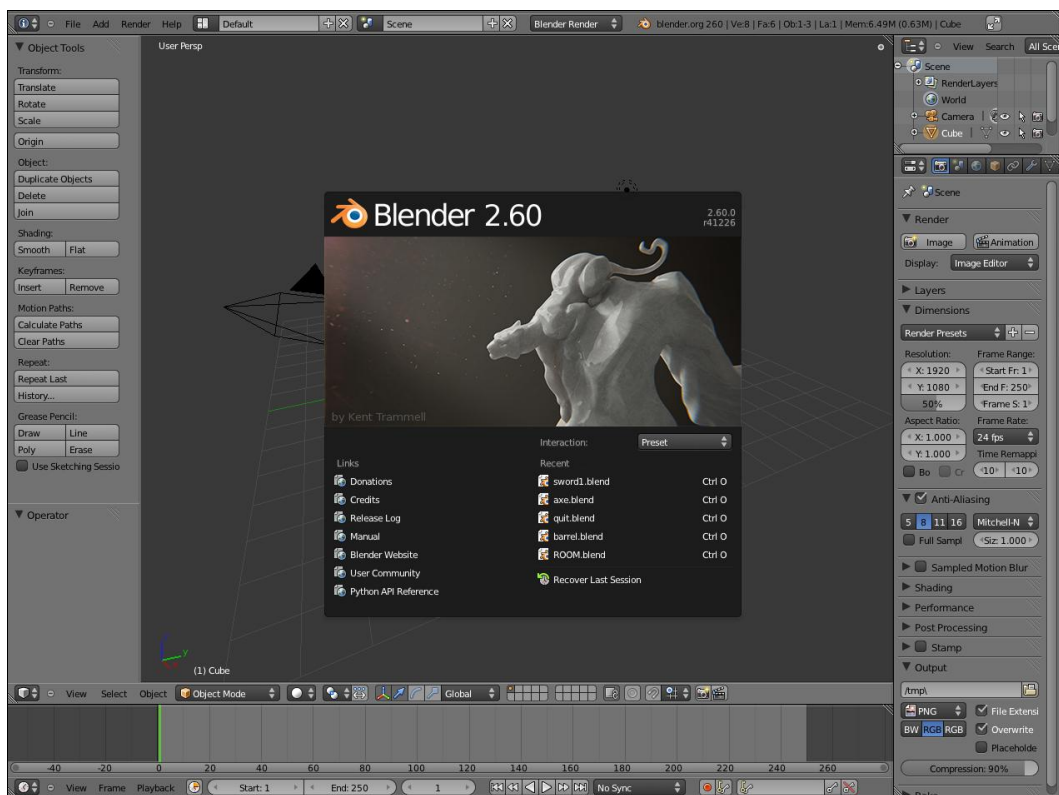 File Add Render Help Default Scene Blender Render blender.org 260 | Ve:8 | Fa:6 | Ob:1-3 | La:1 | Mem:6.49M (0.63M) | Cube
Object Tools
Transform:
Translate
Rotate
Scale
Origin
Object:
Duplicate Objects
Delete
Join
Shading:
Smooth Flat
Keyframes:
Insert Remove
Motion Paths:
Calculate Paths
Clear Paths
Repeat:
Repeat Last
History...
Grease Pencil:
Draw Line
Poly Erase
Use Sketching Sessio
Operator
User Persp
Blender 2.60
2.60.0
r41226
by Kent Trammell
Interaction: Preset
Links
Donations
Credits
Release Log
Manual
Blender Website
User Community
Python API Reference
Recent
sword1.blend Ctrl O
axe.blend Ctrl O
quit.blend Ctrl O
barrel.blend Ctrl O
ROOM.blend Ctrl O
Recover Last Session
y
(1) Cube
View Select Object Object Mode Global
-40 -20 0 20 40 60 80 100 120 140 160 180 200 220 240 260
View Frame Playback Start: 1 End: 250 1 No Sync
View Search All Sce
Scene
RenderLayers
World
Camera
Cube
Scene
Render
Image Animation
Display: Image Editor
Layers
Dimensions
Render Presets
Resolution: Frame Range:
X: 1920 Start Fr: 1
Y: 1080 End F: 250
50% Frame S: 1
Aspect Ratio: Frame Rate:
X: 1.000 24 fps
Y: 1.000 Time Remappi
Bo Cr 10 10
Anti-Aliasing
5 8 11 16 Mitchell-N
Full Sampl Siz: 1.000
Sampled Motion Blur
Shading
Performance
Post Processing
Stamp
Output
/tmp\
PNG File Extensi
BW RGB RGB Overwrite
Placeholde
Compression: 90%